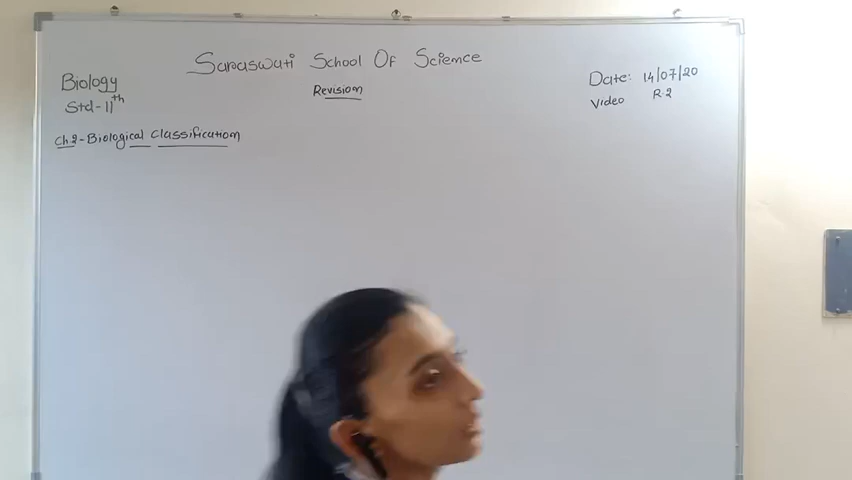 Saraswati School Of Science
Biology
Std-11th
Revision
Date: 14/07/20
Video R.2
Ch.2-Biological Classification